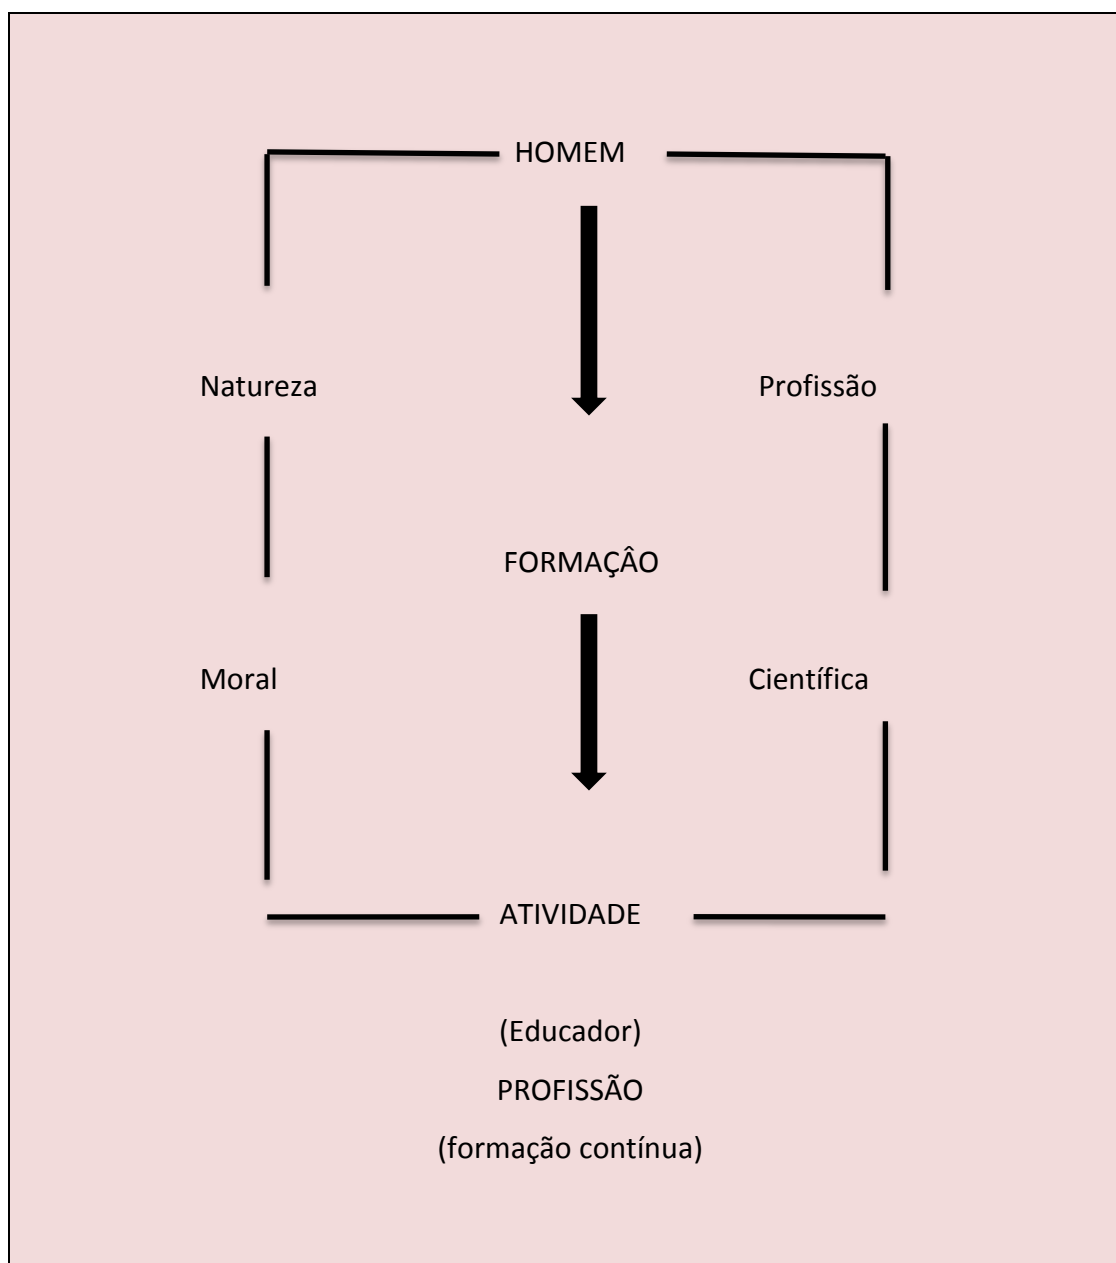 HOMEM
Natureza Profissão
FORMAÇÂO
Moral Científica
ATIVIDADE
(Educador)
PROFISSÃO
(formação contínua)